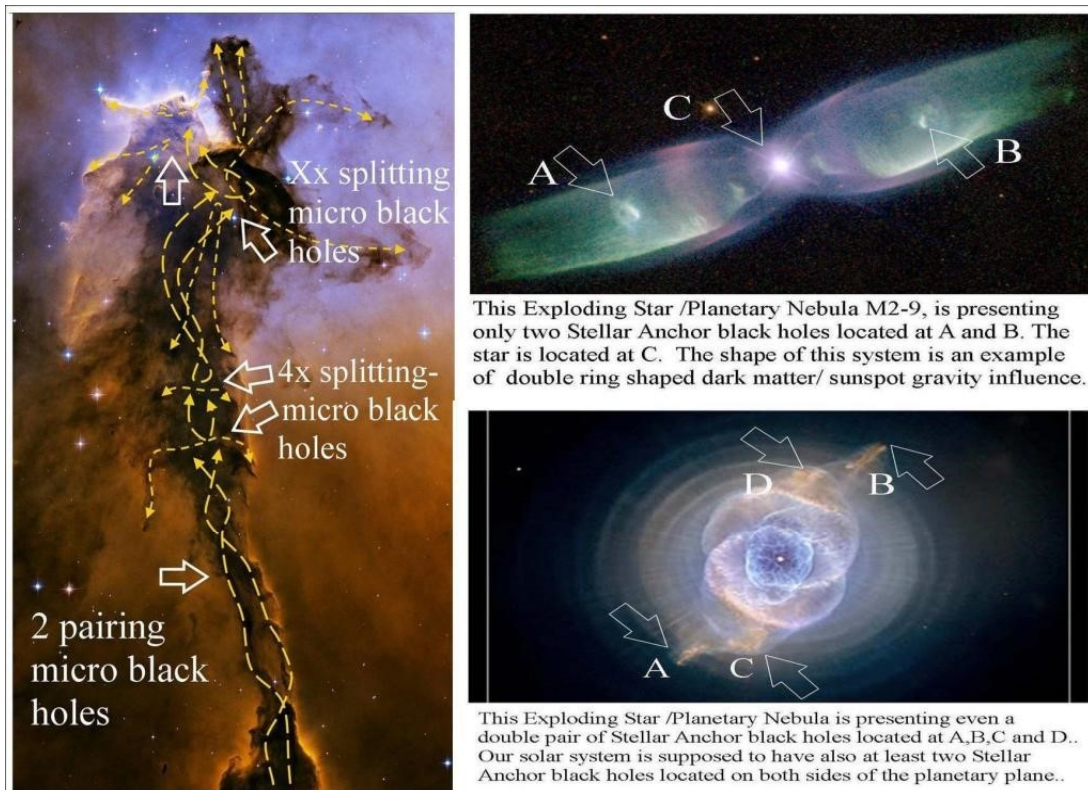 Xx splitting
micro black
holes
4x splitting-
micro black
holes
2 pairing
micro black
holes
C
A
B
This Exploding Star /Planetary Nebula M2-9, is presenting
only two Stellar Anchor black holes located at A and B. The
star is located at C. The shape of this system is an example
of double ring shaped dark matter/ sunspot gravity influence.
D
B
A
C
This Exploding Star /Planetary Nebula is presenting even a
double pair of Stellar Anchor black holes located at A,B,C and D..
Our solar system is supposed to have also at least two Stellar
Anchor black holes located on both sides of the planetary plane..